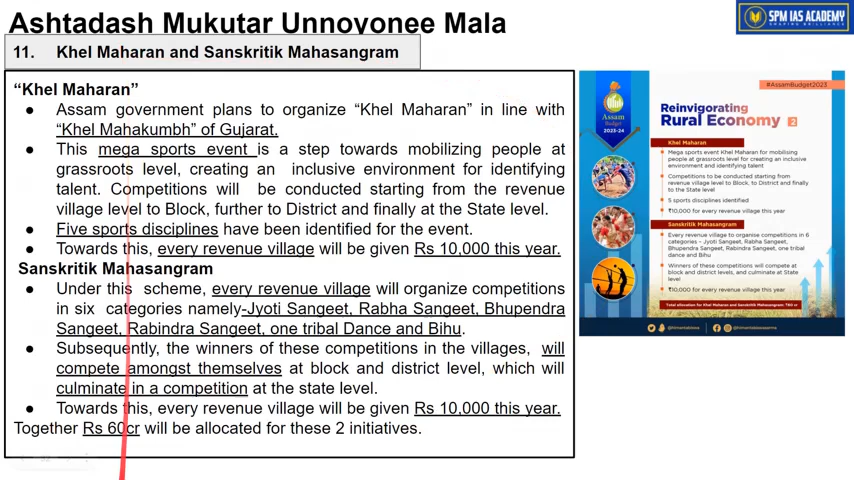 Ashtadash Mukutar Unnoyonee Mala
SPM IAS ACADEMY
SHAPING BRILLIANCE
11. Khel Maharan and Sanskritik Mahasangram
“Khel Maharan”
● Assam government plans to organize “Khel Maharan” in line with
“Khel Mahakumbh” of Gujarat.
● This mega sports event is a step towards mobilizing people at
grassroots level, creating an inclusive environment for identifying
talent. Competitions will be conducted starting from the revenue
village level to Block, further to District and finally at the State level.
● Five sports disciplines have been identified for the event.
● Towards this, every revenue village will be given Rs 10,000 this year.
Sanskritik Mahasangram
● Under this scheme, every revenue village will organize competitions
in six categories namely-Jyoti Sangeet, Rabha Sangeet, Bhupendra
Sangeet, Rabindra Sangeet, one tribal Dance and Bihu.
● Subsequently, the winners of these competitions in the villages, will
compete amongst themselves at block and district level, which will
culminate in a competition at the state level.
● Towards this, every revenue village will be given Rs 10,000 this year.
Together Rs 60cr will be allocated for these 2 initiatives.
#AssamBudget2023
Assam
Budget
2023-24
Reinvigorating
Rural Economy 2
Khel Maharan
Mega sports event Khel Maharan for mobilising
people at grassroots level for creating an inclusive
environment and identifying talent
Competitions to be conducted starting from
revenue village level to Block, to District and finally
to the State level
5 sports disciplines identified
₹10,000 for every revenue village this year
Sanskritik Mahasangram
Every revenue village to organise competitions in 6
categories - Jyoti Sangeet, Rabha Sangeet,
Bhupendra Sangeet, Rabindra Sangeet, one tribal
dance and Bihu
Winners of these competitions will compete at
block and district levels, and culminate at State
level
₹10,000 for every revenue village this year